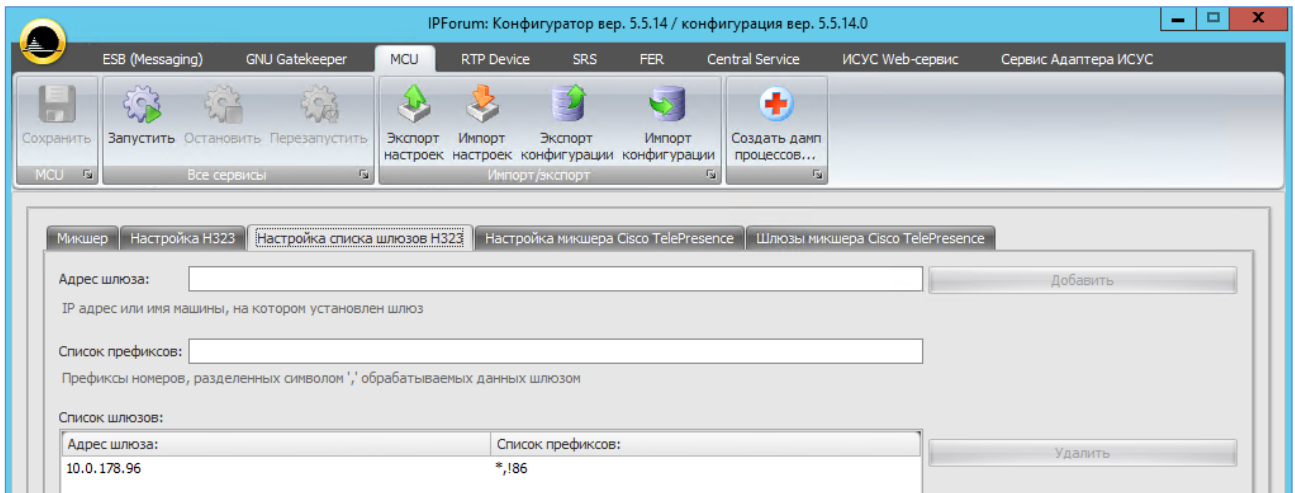 IPForum: Конфигуратор вер. 5.5.14 / конфигурация вер. 5.5.14.0
ESB (Messaging) GNU Gatekeeper MCU RTP Device SRS FER Central Service ИСУС Web-сервис Сервис Адаптера ИСУС
Сохранить Запустить Остановить Перезапустить Экспорт настроек Импорт настроек Экспорт конфигурации Импорт конфигурации Создать дамп процессов...
MCU Все сервисы Импорт/экспорт
Микшер Настройка H323 Настройка списка шлюзов H323 Настройка микшера Cisco TelePresence Шлюзы микшера Cisco TelePresence
Адрес шлюза: Добавить
IP адрес или имя машины, на котором установлен шлюз
Список префиксов:
Префиксы номеров, разделенных символом ',' обрабатываемых данных шлюзом
Список шлюзов:
Адрес шлюза: Список префиксов: Удалить
10.0.178.96 *,!86